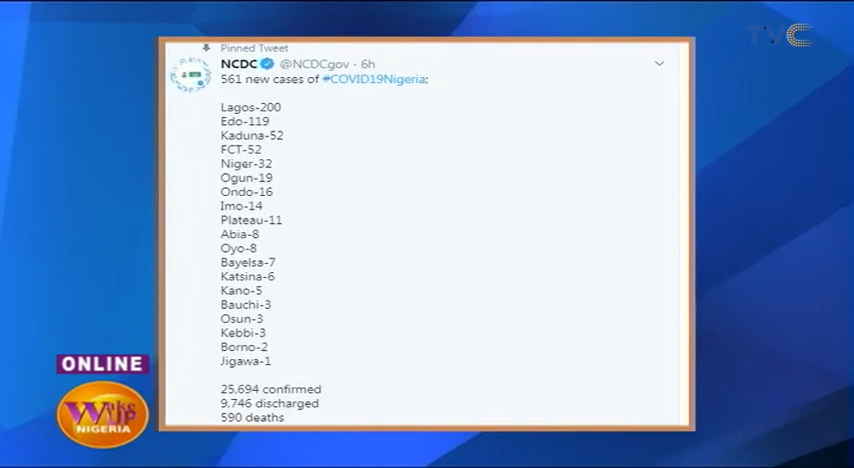 TVC
Pinned Tweet
NCDC @NCDCgov · 6h
561 new cases of #COVID19Nigeria;
Lagos-200
Edo-119
Kaduna-52
FCT-52
Niger-32
Ogun-19
Ondo-16
Imo-14
Plateau-11
Abia-8
Oyo-8
Bayelsa-7
Katsina-6
Kano-5
Bauchi-3
Osun-3
Kebbi-3
Borno-2
Jigawa-1
25,694 confirmed
9,746 discharged
590 deaths
ONLINE
Wake
UP
NIGERIA